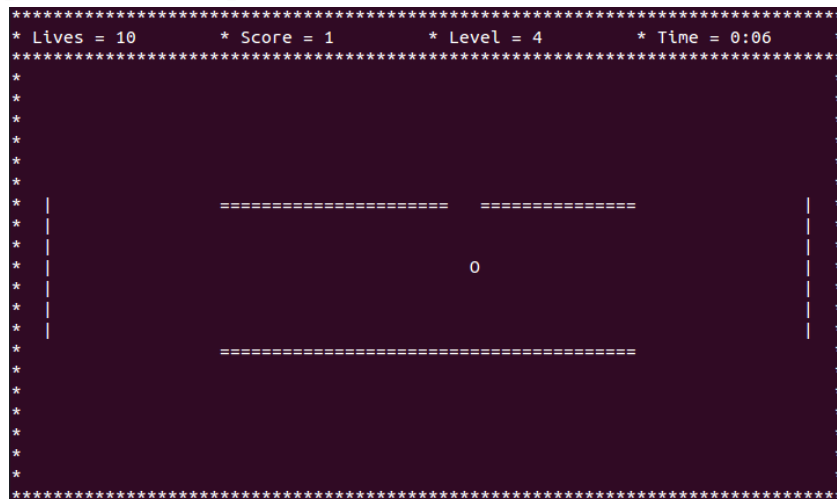 ********************************************************************************
* Lives = 10        * Score = 1         * Level = 4         * Time = 0:06      *
********************************************************************************
*                                                                              *
*                                                                              *
*                                                                              *
*                                                                              *
*                                                                              *
*                                                                              *
*  |                ======================   ===============                |  *
*  |                                                                        |  *
*  |                                                                        |  *
*  |                                        O                               |  *
*  |                                                                        |  *
*  |                                                                        |  *
*  |                                                                        |  *
*                   ========================================                   *
*                                                                              *
*                                                                              *
*                                                                              *
*                                                                              *
*                                                                              *
*                                                                              *
********************************************************************************